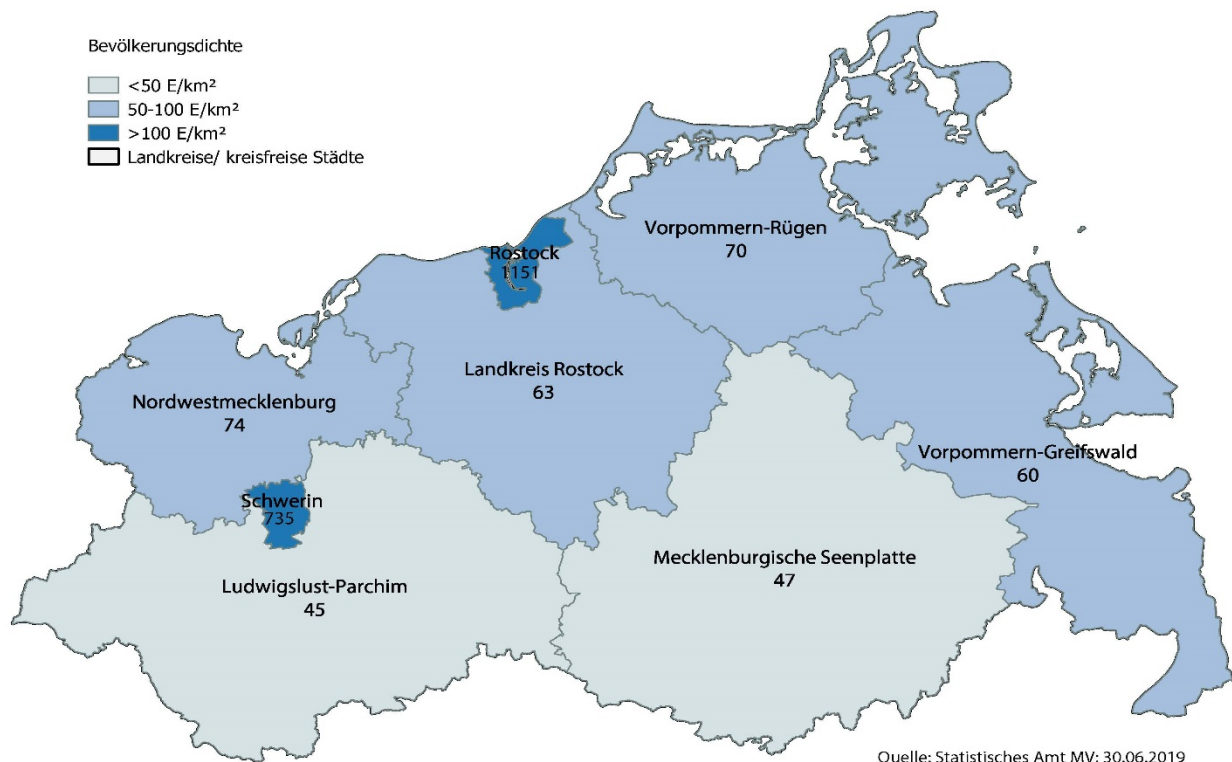 Bevölkerungsdichte
<50 E/km²
50-100 E/km²
>100 E/km²
Landkreise/ kreisfreise Städte
Vorpommern-Rügen
70
Rostock
1151
Landkreis Rostock
63
Nordwestmecklenburg
74
Vorpommern-Greifswald
60
Schwerin
735
Mecklenburgische Seenplatte
47
Ludwigslust-Parchim
45
Quelle: Statistisches Amt MV; 30.06.2019